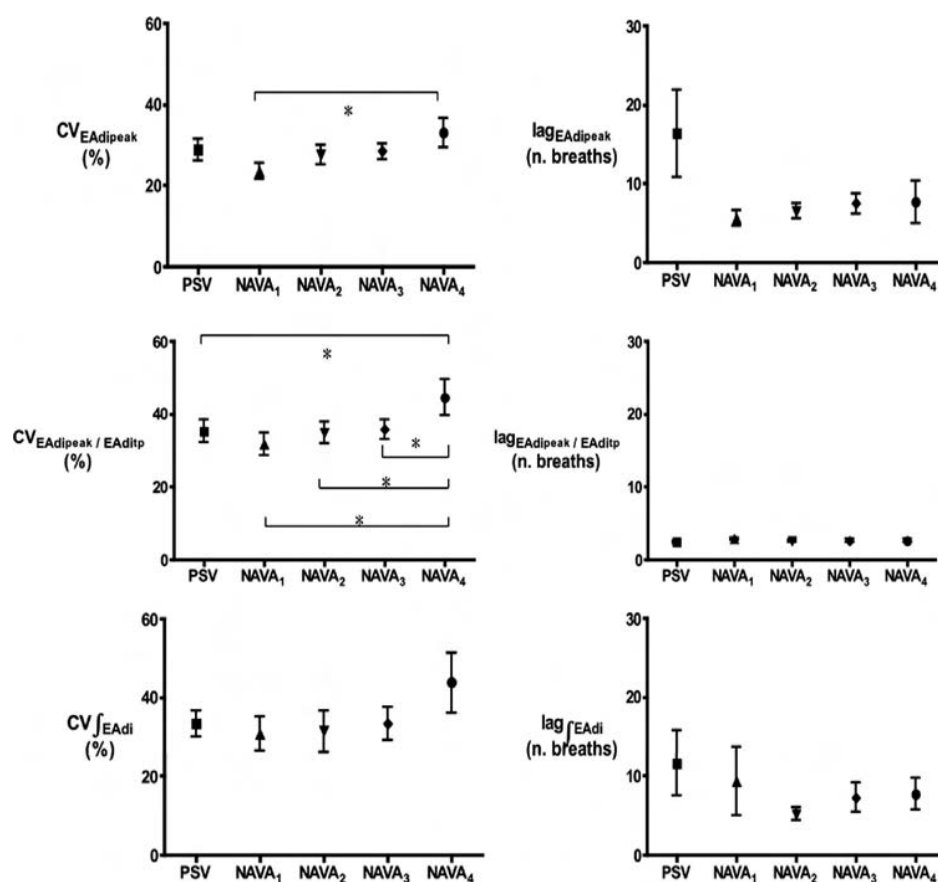 60
40
20
0
CV EAdipeak
(%)
*
PSV NAVA1 NAVA2 NAVA3 NAVA4
30
20
10
0
lag EAdipeak
(n. breaths)
PSV NAVA1 NAVA2 NAVA3 NAVA4
60
40
20
0
CV EAdipeak / EAditp
(%)
*
*
*
*
PSV NAVA1 NAVA2 NAVA3 NAVA4
30
20
10
0
lag EAdipeak / EAditp
(n. breaths)
PSV NAVA1 NAVA2 NAVA3 NAVA4
60
40
20
0
CV ∫EAdi
(%)
PSV NAVA1 NAVA2 NAVA3 NAVA4
30
20
10
0
lag ∫EAdi
(n. breaths)
PSV NAVA1 NAVA2 NAVA3 NAVA4